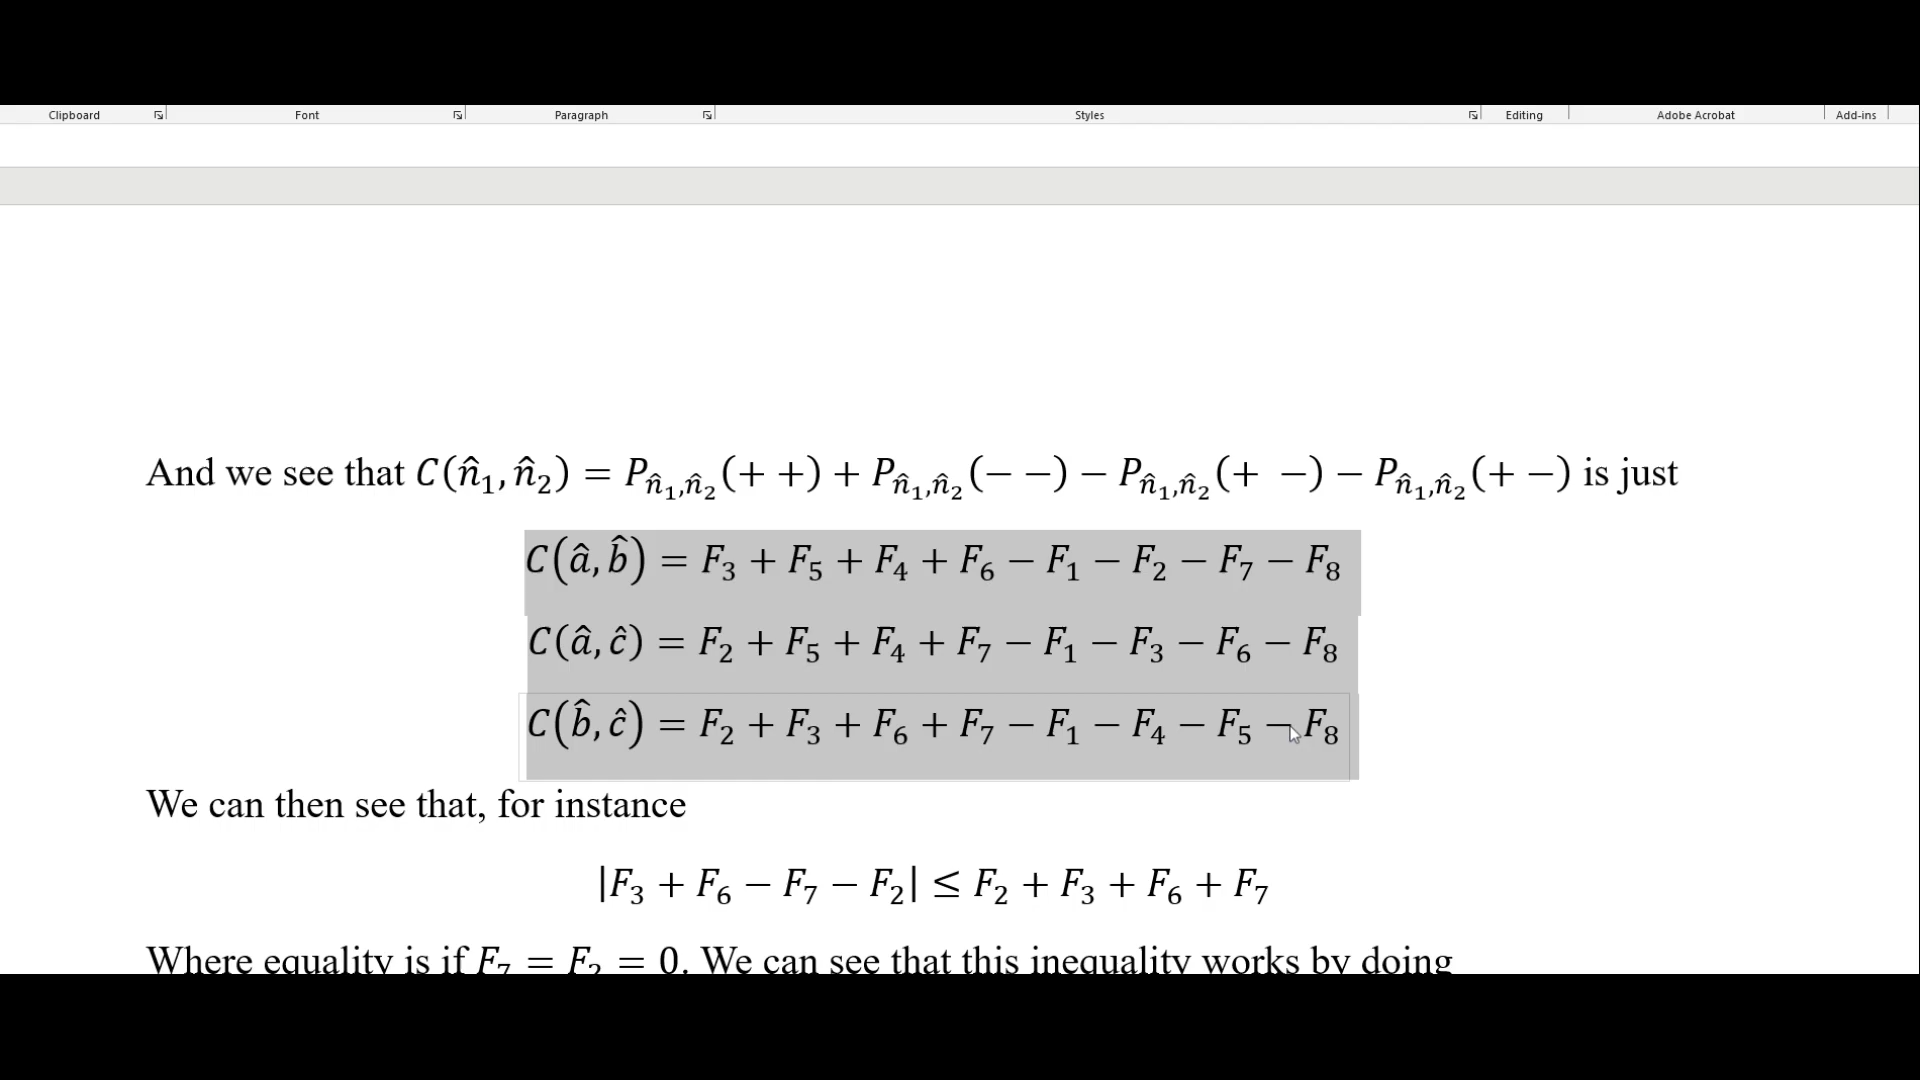 Clipboard Font Paragraph Styles Editing Adobe Acrobat Add-ins
And we see that C(n̂₁, n̂₂) = P_{n̂₁,n̂₂}(+ +) + P_{n̂₁,n̂₂}(− −) − P_{n̂₁,n̂₂}(+ −) − P_{n̂₁,n̂₂}(+ −) is just
C(â, b̂) = F₃ + F₅ + F₄ + F₆ − F₁ − F₂ − F₇ − F₈
C(â, ĉ) = F₂ + F₅ + F₄ + F₇ − F₁ − F₃ − F₆ − F₈
C(b̂, ĉ) = F₂ + F₃ + F₆ + F₇ − F₁ − F₄ − F₅ − F₈
We can then see that, for instance
|F₃ + F₆ − F₇ − F₂| ≤ F₂ + F₃ + F₆ + F₇
Where equality is if F₇ = F₂ = 0. We can see that this inequality works by doing